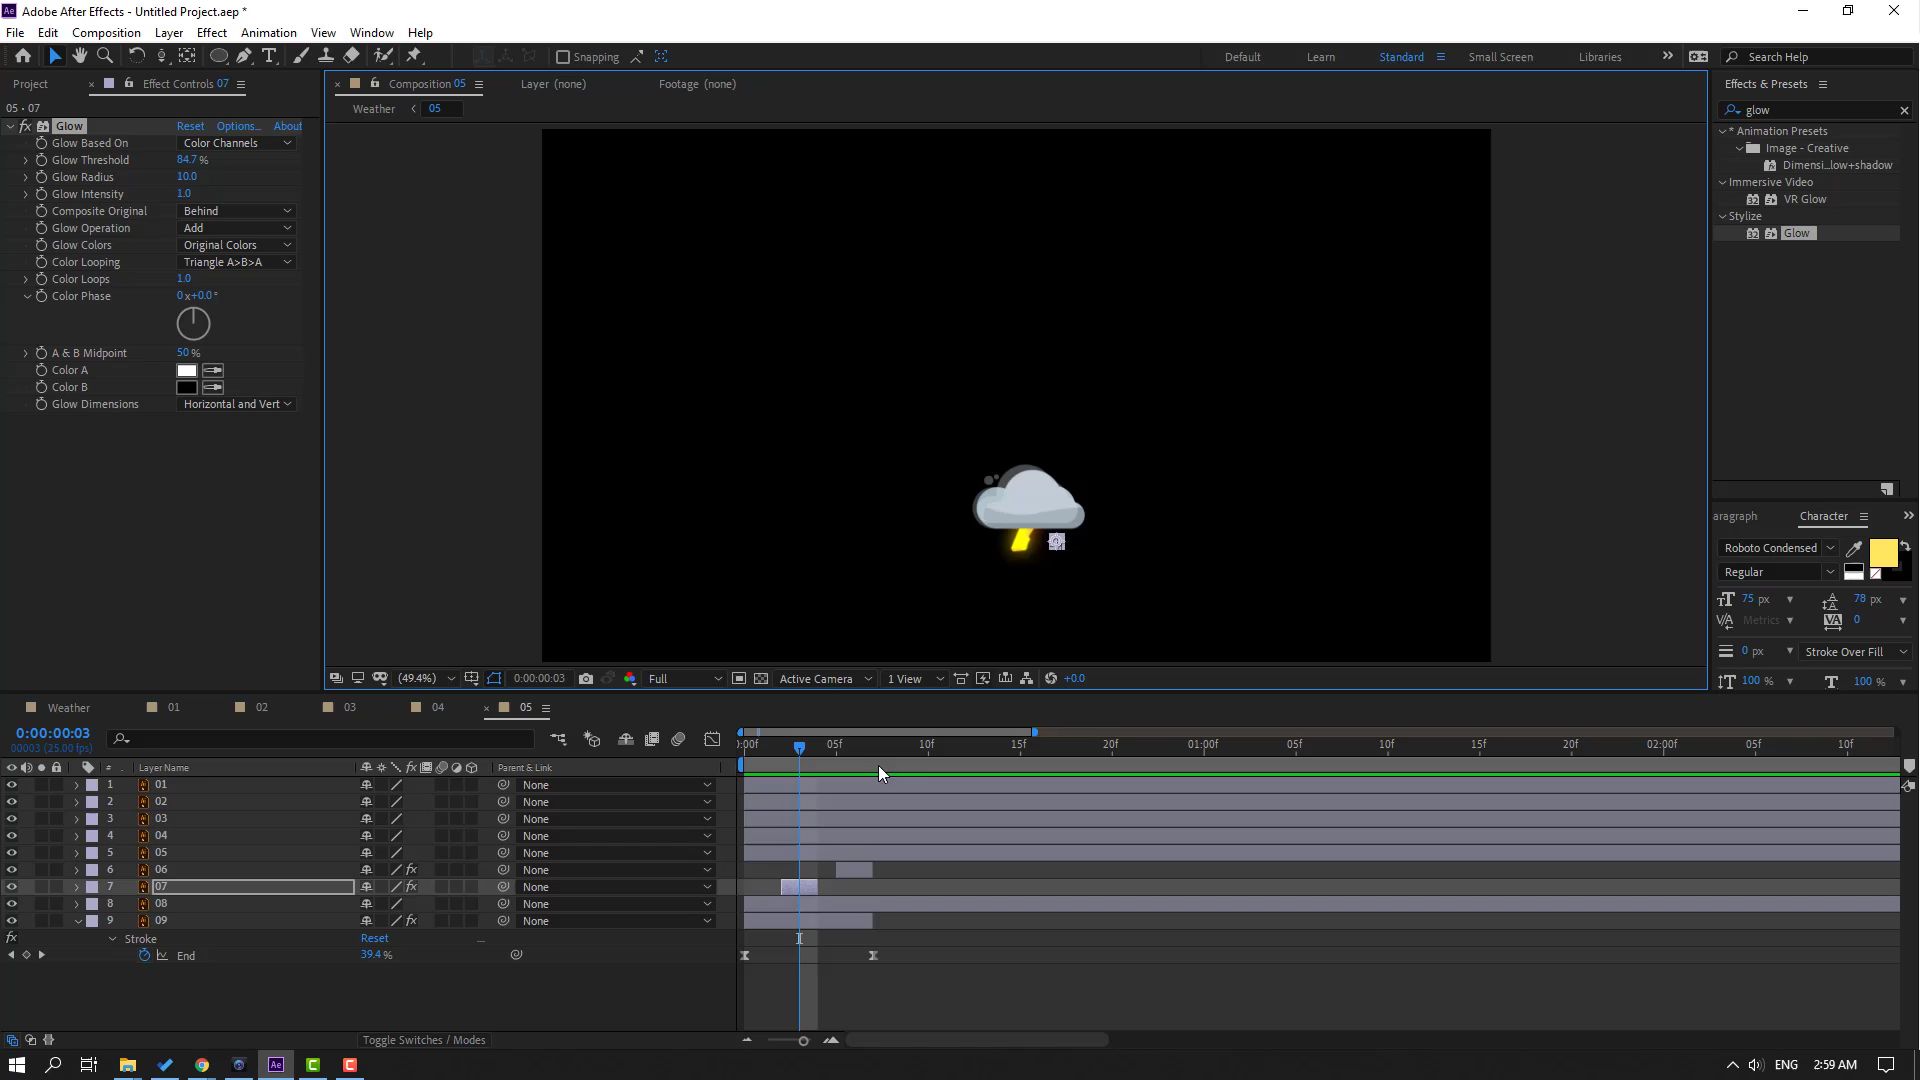 Ae Adobe After Effects - Untitled Project.aep *
File Edit Composition Layer Effect Animation View Window Help
Snapping Default Learn Standard Small Screen Libraries Search Help
Project Effect Controls 07
05 • 07
fx Glow Reset Options... About
Glow Based On Color Channels
Glow Threshold 84.7 %
Glow Radius 10.0
Glow Intensity 1.0
Composite Original Behind
Glow Operation Add
Glow Colors Original Colors
Color Looping Triangle A>B>A
Color Loops 1.0
Color Phase 0 x+0.0 °
A & B Midpoint 50 %
Color A
Color B
Glow Dimensions Horizontal and Vert
Composition 05 Layer (none) Footage (none)
Weather 05
(49.4%) 0:00:00:03 Full Active Camera 1 View +0.0
Effects & Presets
glow
* Animation Presets
Image - Creative
Dimensi...low+shadow
Immersive Video
32 VR Glow
Stylize
32 Glow
aragraph Character
Roboto Condensed
Regular
75 px 78 px
Metrics 0
0 px Stroke Over Fill
100 % 100 %
Weather 01 02 03 04 05
0:00:00:03
00003 (25.00 fps)
# Layer Name Parent & Link
:00f 05f 10f 15f 20f 01:00f 05f 10f 15f 20f 02:00f 05f 10f
1 01 None
2 02 None
3 03 None
4 04 None
5 05 None
6 06 fx None
7 07 fx None
8 08 None
9 09 fx None
fx Stroke Reset ...
End 39.4 %
Toggle Switches / Modes
Ae ENG 2:59 AM